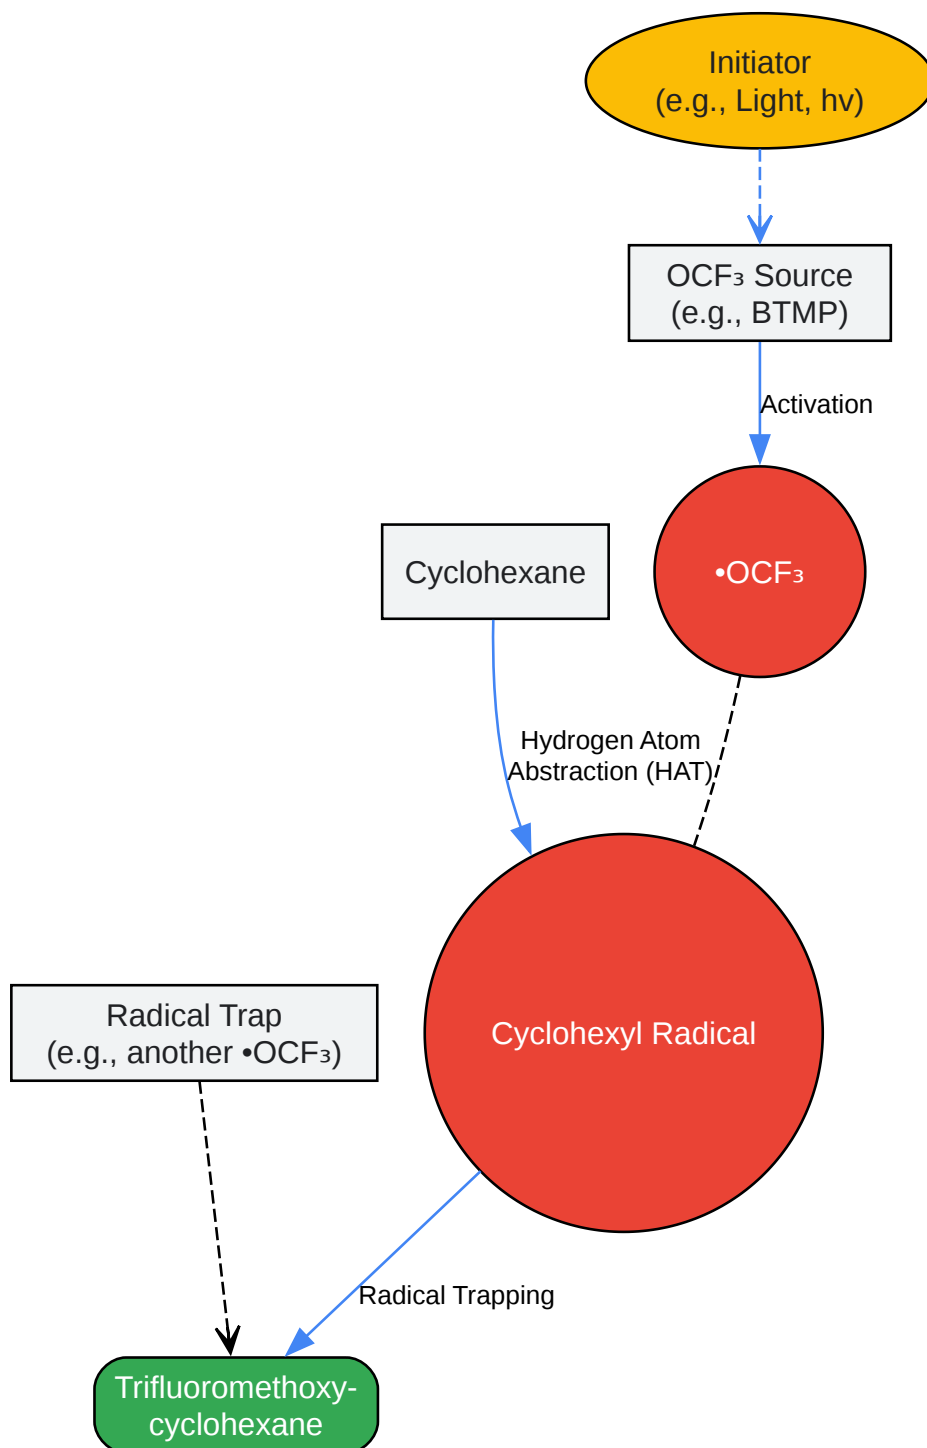 Initiator
(e.g., Light, hv)
OCF₃ Source
(e.g., BTMP)
Activation
Cyclohexane
•OCF₃
Hydrogen Atom
Abstraction (HAT)
Radical Trap
(e.g., another •OCF₃)
Cyclohexyl Radical
Radical Trapping
Trifluoromethoxy-
cyclohexane